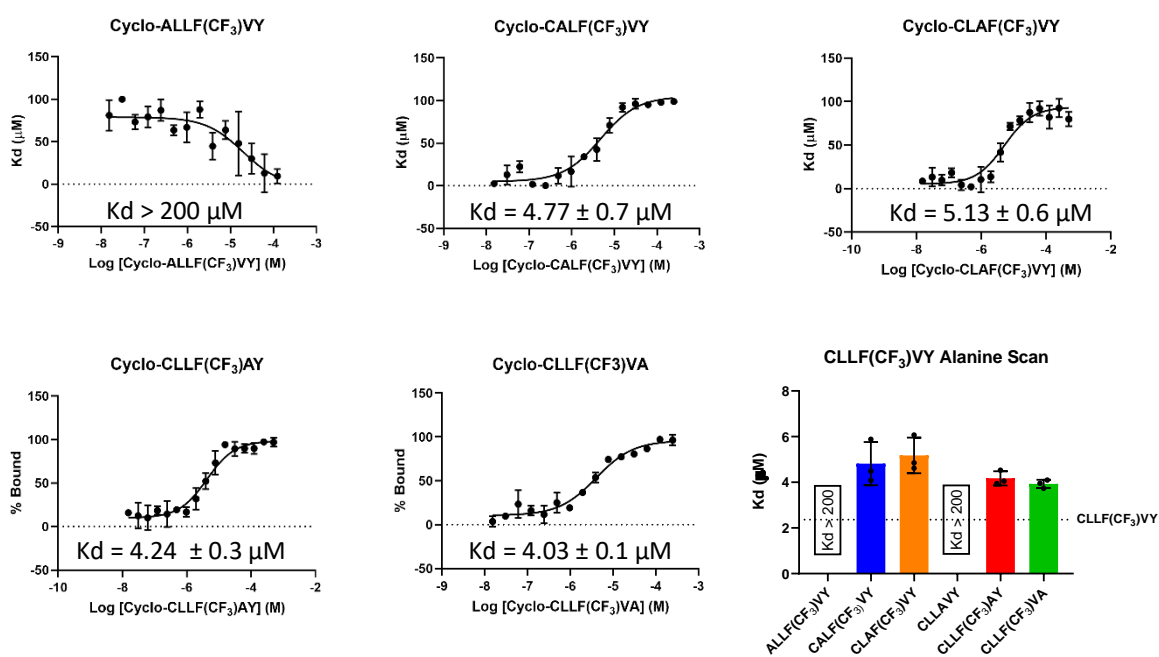 Cyclo-ALLF(CF₃)VY
150
100
50
0
-50
Kd (μM)
Kd > 200 μM
-9 -8 -7 -6 -5 -4 -3
Log [Cyclo-ALLF(CF₃)VY] (M)
Cyclo-CALF(CF₃)VY
150
100
50
0
-50
Kd (μM)
Kd = 4.77 ± 0.7 μM
-9 -8 -7 -6 -5 -4 -3
Log [Cyclo-CALF(CF₃)VY] (M)
Cyclo-CLAF(CF₃)VY
150
100
50
0
-50
Kd (μM)
Kd = 5.13 ± 0.6 μM
-10 -8 -6 -4 -2
Log [Cyclo-CLAF(CF₃)VY] (M)
Cyclo-CLLF(CF₃)AY
150
100
50
0
-50
% Bound
Kd = 4.24 ± 0.3 μM
-10 -8 -6 -4 -2
Log [Cyclo-CLLF(CF₃)AY] (M)
Cyclo-CLLF(CF3)VA
150
100
50
0
-50
% Bound
Kd = 4.03 ± 0.1 μM
-9 -8 -7 -6 -5 -4 -3
Log [Cyclo-CLLF(CF₃)VA] (M)
CLLF(CF₃)VY Alanine Scan
8
6
4
2
0
Kd (μM)
Kd > 200
Kd > 200
CLLF(CF₃)VY
ALLF(CF₃)VY
CALF(CF₃)VY
CLAF(CF₃)VY
CLLAVY
CLLF(CF₃)AY
CLLF(CF₃)VA